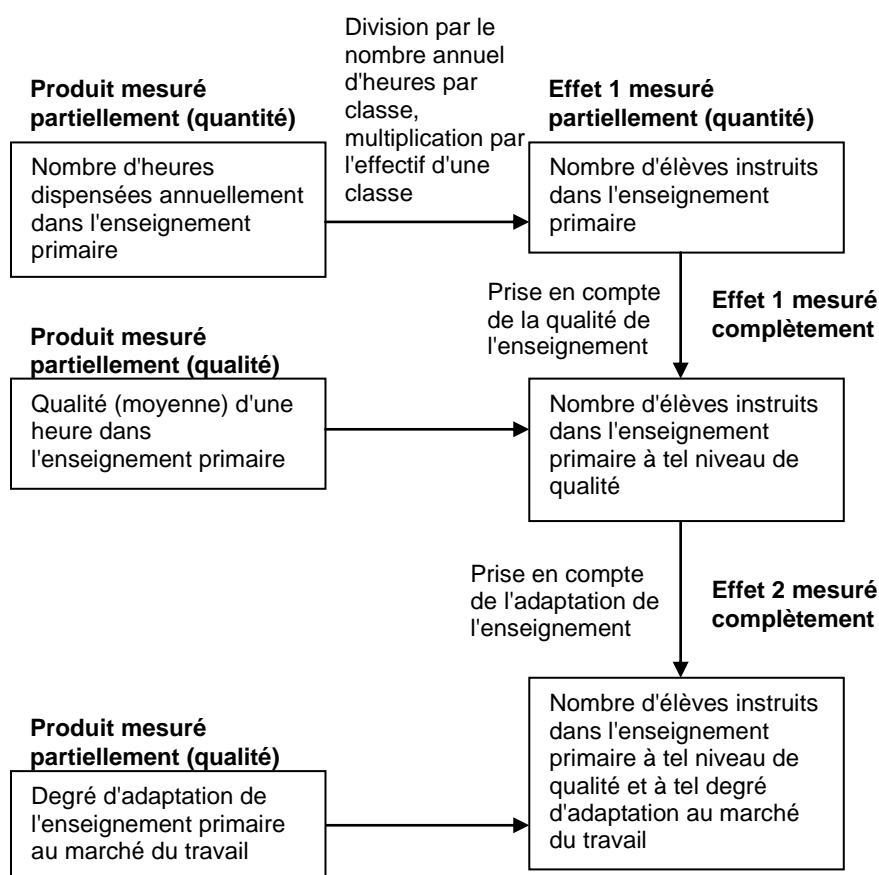 Division par le
nombre annuel
d'heures par
classe,
multiplication par
l'effectif d'une
classe
Produit mesuré
partiellement (quantité)
Effet 1 mesuré
partiellement (quantité)
Nombre d'heures
dispensées annuellement
dans l'enseignement
primaire
Nombre d'élèves instruits
dans l'enseignement
primaire
Prise en compte
de la qualité de
l'enseignement
Effet 1 mesuré
complètement
Produit mesuré
partiellement (qualité)
Qualité (moyenne) d'une
heure dans
l'enseignement primaire
Nombre d'élèves instruits
dans l'enseignement
primaire à tel niveau de
qualité
Prise en compte
de l'adaptation de
l'enseignement
Effet 2 mesuré
complètement
Produit mesuré
partiellement (qualité)
Degré d'adaptation de
l'enseignement primaire
au marché du travail
Nombre d'élèves instruits
dans l'enseignement
primaire à tel niveau de
qualité et à tel degré
d'adaptation au marché
du travail